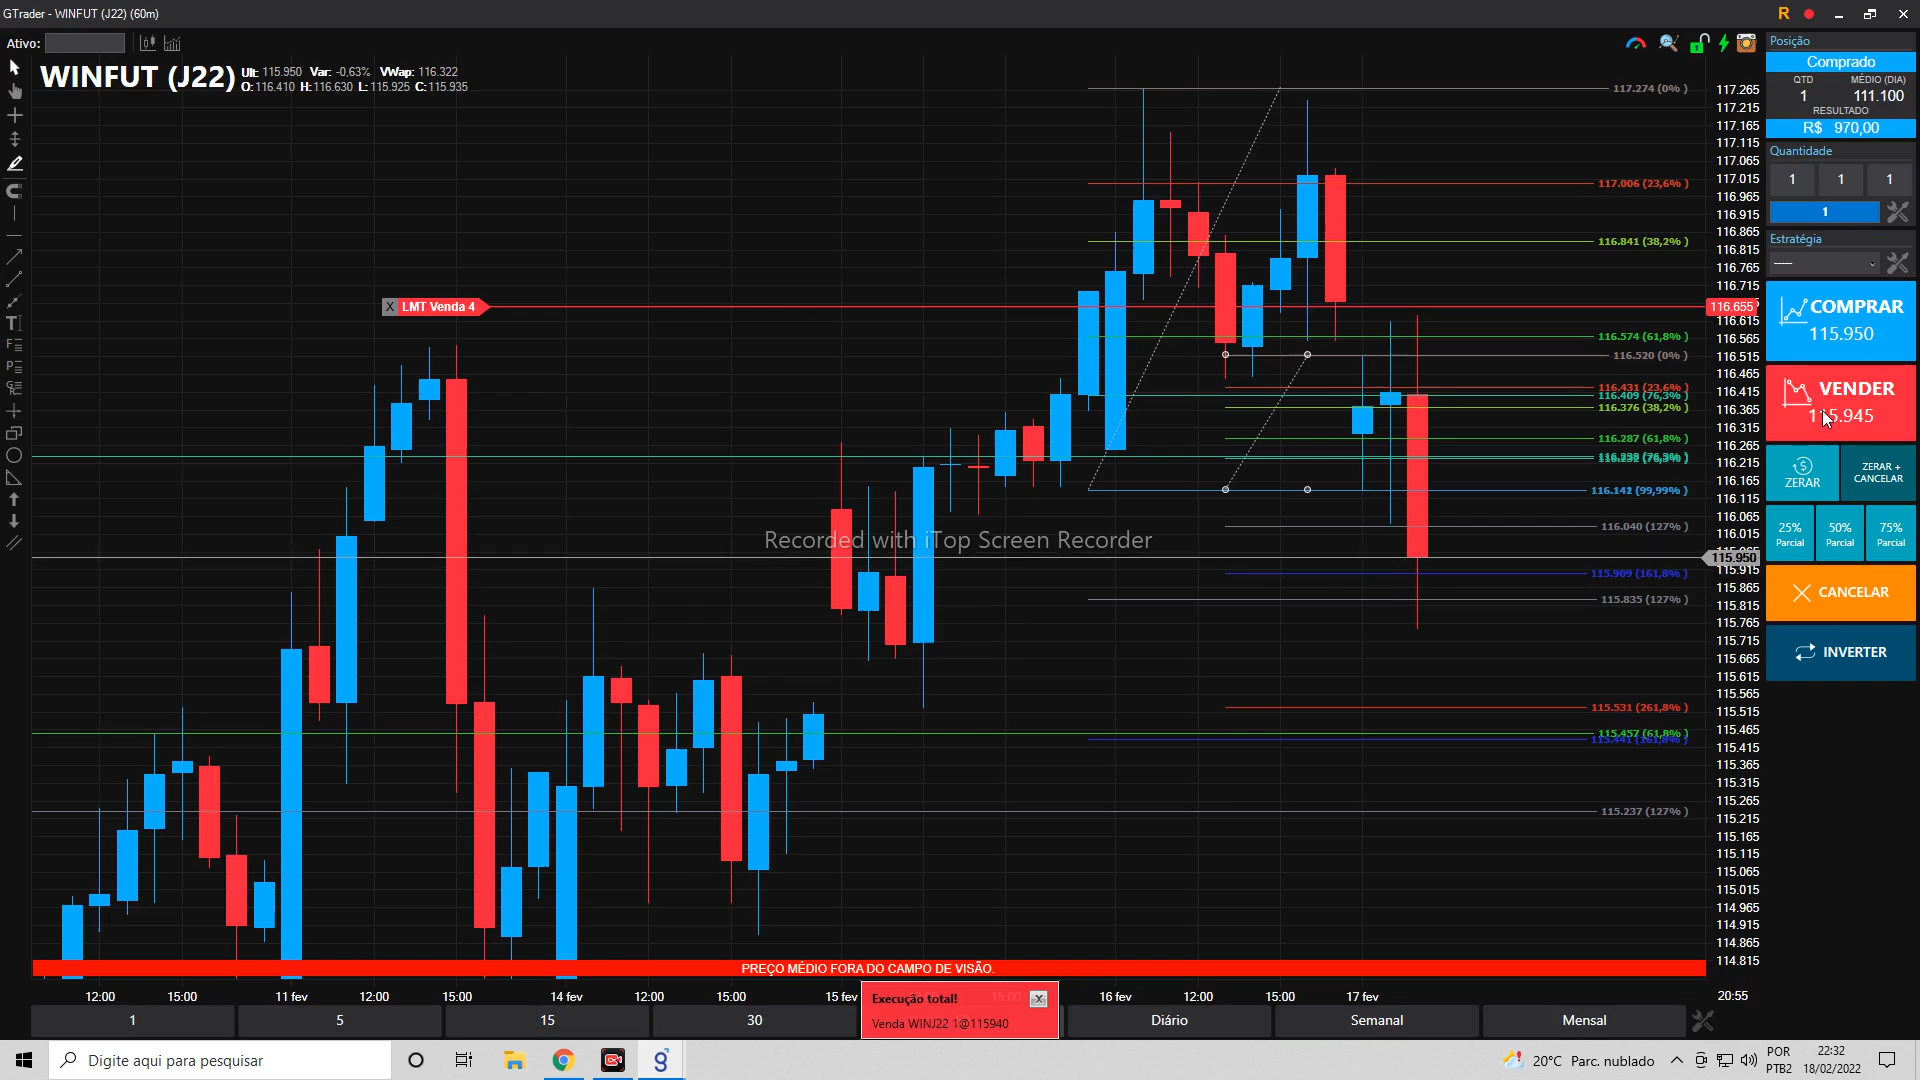 GTrader - WINFUT (J22) (60m)
R
Ativo:
WINFUT (J22)
Ult: 115.950 Var: -0,63% VWap: 116.322
O: 116.410 H: 116.630 L: 115.925 C: 115.935
Posição
Comprado
QTD MÉDIO (DIA)
1 111.100
RESULTADO
R$ 970,00
Quantidade
1 1 1
1
Estratégia
-----
COMPRAR
115.950
VENDER
115.945
ZERAR
ZERAR +
CANCELAR
25%
Parcial
50%
Parcial
75%
Parcial
CANCELAR
INVERTER
X LMT Venda 4
117.274 (0% )
117.006 (23,6% )
116.841 (38,2% )
116.574 (61,8% )
116.520 (0% )
116.431 (23,6% )
116.409 (76,3% )
116.376 (38,2% )
116.287 (61,8% )
116.142 (99,99% )
116.040 (127% )
115.909 (161,8% )
115.835 (127% )
115.531 (261,8% )
115.457 (61,8% )
115.441 (161,8% )
115.237 (127% )
117.265
117.215
117.165
117.115
117.065
117.015
116.965
116.915
116.865
116.815
116.765
116.715
116.655
116.615
116.565
116.515
116.465
116.415
116.365
116.315
116.265
116.215
116.165
116.115
116.065
116.015
115.950
115.915
115.865
115.815
115.765
115.715
115.665
115.615
115.565
115.515
115.465
115.415
115.365
115.315
115.265
115.215
115.165
115.115
115.065
115.015
114.965
114.915
114.865
114.815
Recorded with iTop Screen Recorder
PREÇO MÉDIO FORA DO CAMPO DE VISÃO.
12:00 15:00 11 fev 12:00 15:00 14 fev 12:00 15:00 15 fev 15:00 16 fev 12:00 15:00 17 fev 20:55
Execução total! X
Venda WINJ22 1@115940
1 5 15 30 Diário Semanal Mensal
Digite aqui para pesquisar
20°C Parc. nublado
POR
PTB2
22:32
18/02/2022